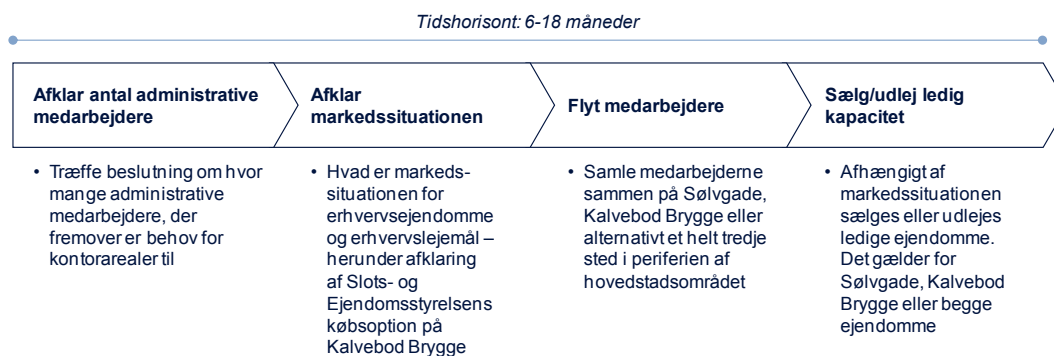 Tidshorisont: 6-18 måneder
Afklar antal administrative
medarbejdere
Afklar
markedssituationen
Flyt medarbejdere
Sælg/udlej ledig
kapacitet
• Træffe beslutning om hvor
mange administrative
medarbejdere, der
fremover er behov for
kontorarealer til
• Hvad er markeds-
situationen for
erhvervsejendomme
og erhvervslejemål –
herunder afklaring
af Slots- og
Ejendomsstyrelsens
købsoption på
Kalvebod Brygge
• Samle medarbejderne
sammen på Sølvgade,
Kalvebod Brygge eller
alternativt et helt tredje
sted i periferien af
hovedstadsområdet
• Afhængigt af
markedssituationen
sælges eller udlejes
ledige ejendomme.
Det gælder for
Sølvgade, Kalvebod
Brygge eller begge
ejendomme